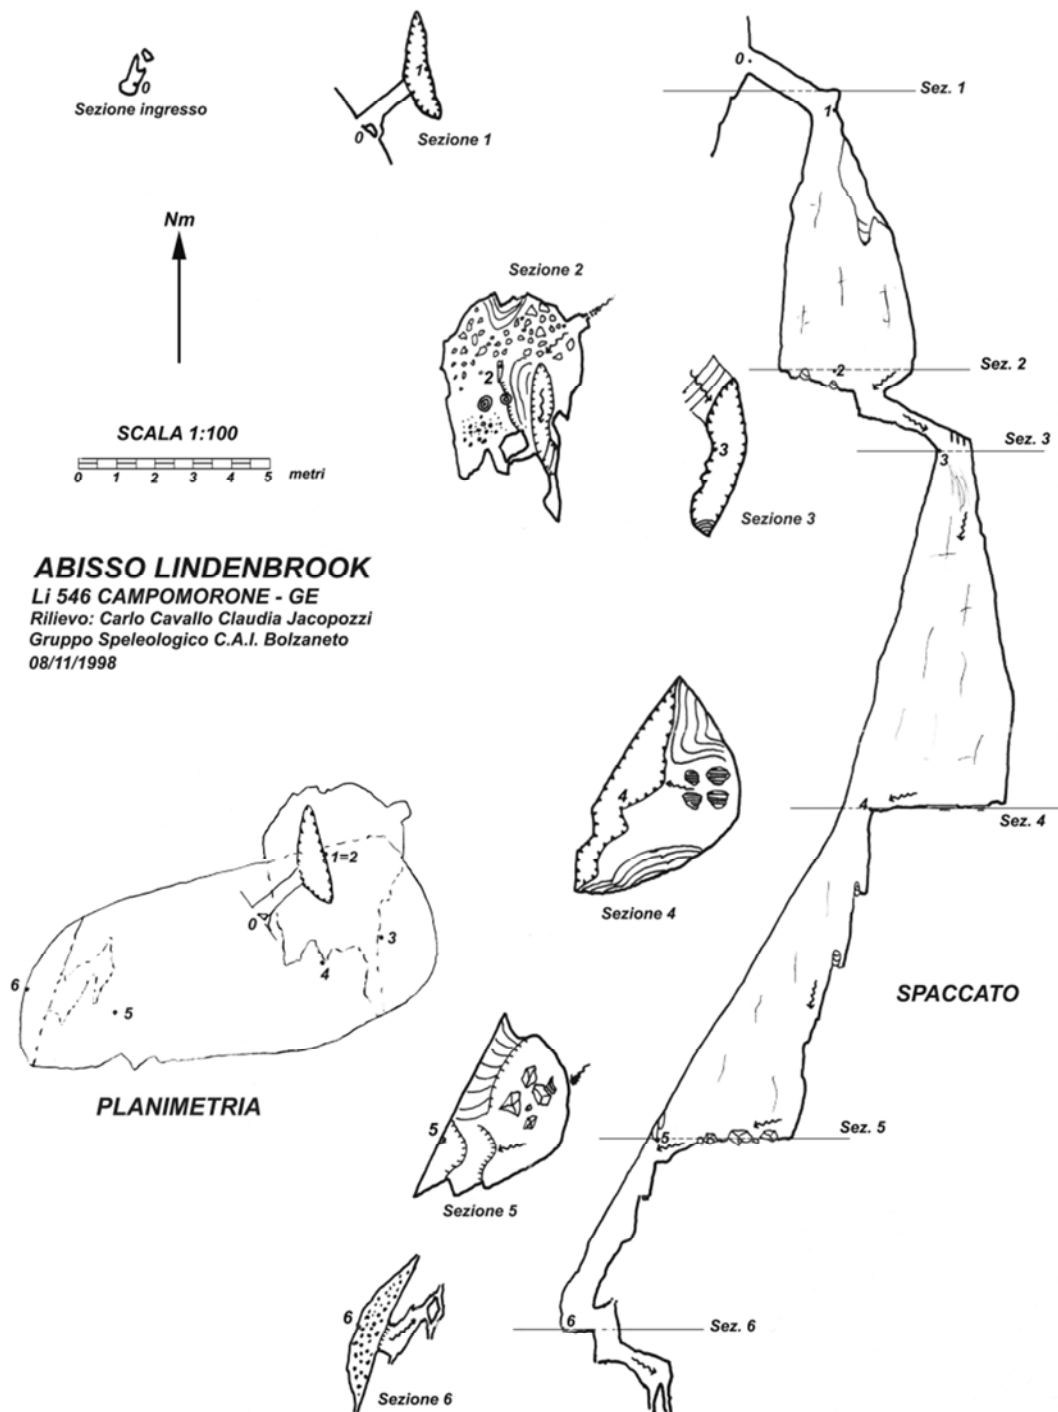 0
Sezione ingresso
1
0
Sezione 1
0
Sez. 1
1
Nm
Sezione 2
2
2
Sez. 2
SCALA 1:100
0 1 2 3 4 5 metri
3
Sezione 3
Sez. 3
3
ABISSO LINDENBROOK
Li 546 CAMPOMORONE - GE
Rilievo: Carlo Cavallo Claudia Jacopozzi
Gruppo Speleologico C.A.I. Bolzaneto
08/11/1998
4
Sezione 4
4
Sez. 4
1=2
0
3
4
6
5
PLANIMETRIA
SPACCATO
5
Sezione 5
5
Sez. 5
6
Sezione 6
6
Sez. 6